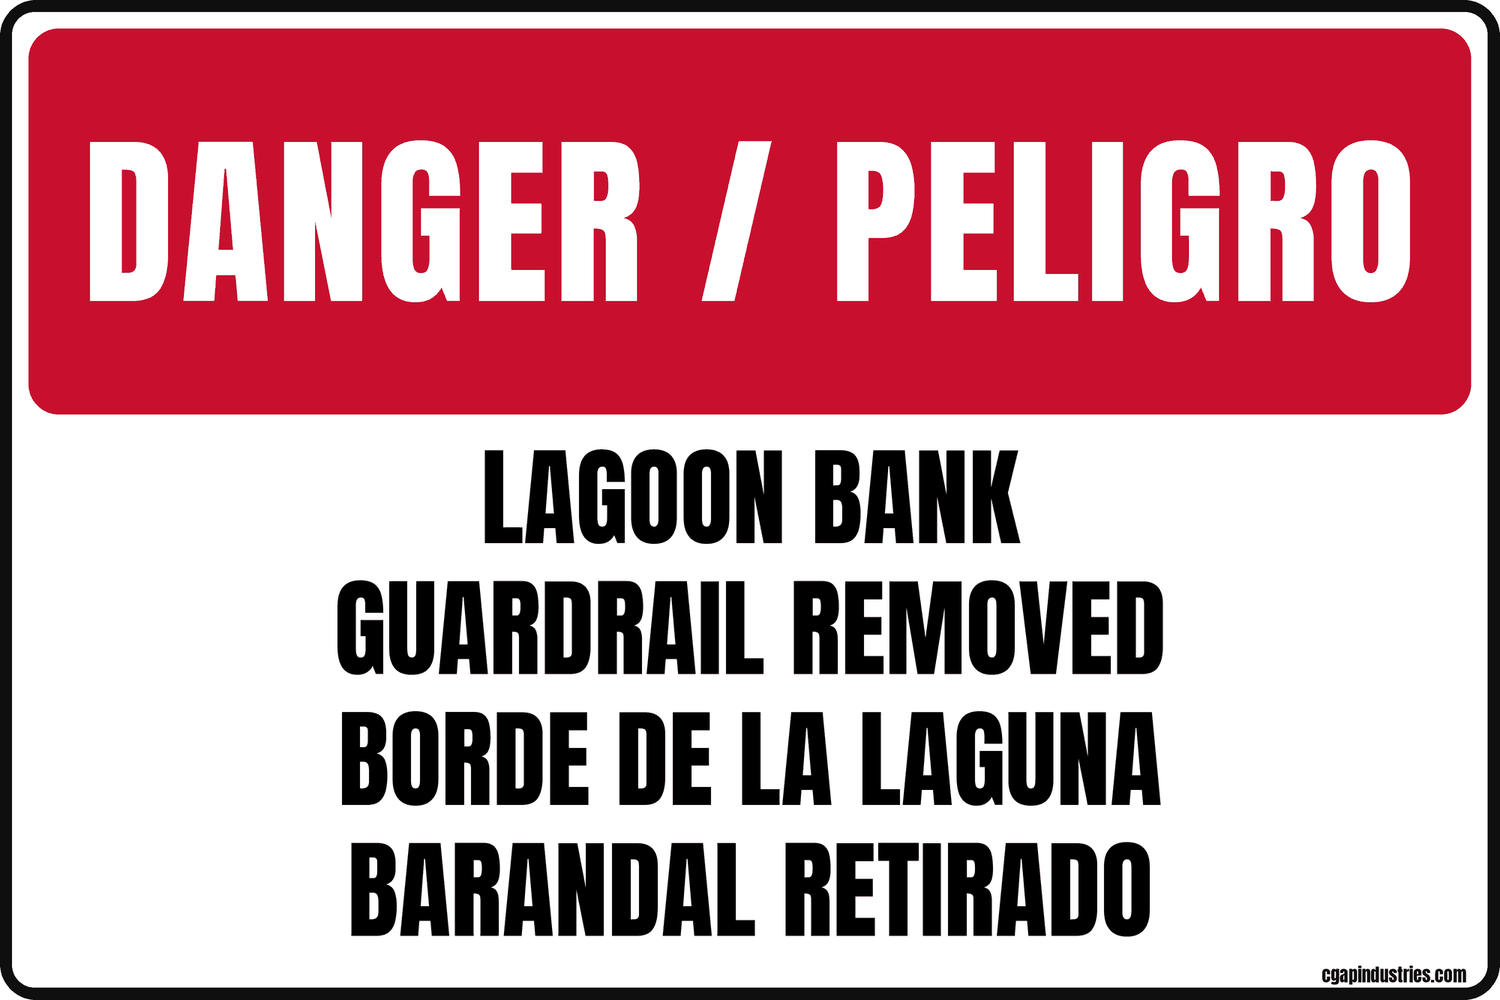 DANGER / PELIGRO
LAGOON BANK
GUARDRAIL REMOVED
BORDE DE LA LAGUNA
BARANDAL RETIRADO
cgapindustries.com